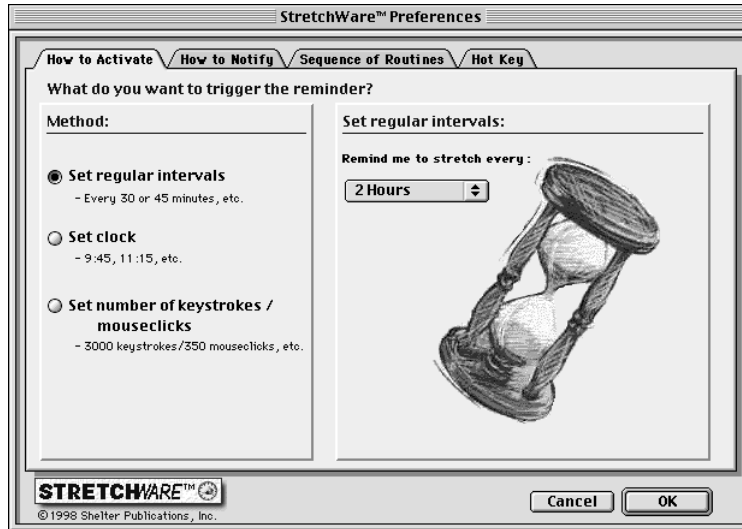 StretchWare™ Preferences
How to Activate
How to Notify
Sequence of Routines
Hot Key
What do you want to trigger the reminder?
Method:
Set regular intervals
- Every 30 or 45 minutes, etc.
Set clock
- 9:45, 11:15, etc.
Set number of keystrokes /
mouseclicks
- 3000 keystrokes/350 mouseclicks, etc.
Set regular intervals:
Remind me to stretch every:
2 Hours
STRETCHWARE™
©1998 Shelter Publications, Inc.
Cancel
OK